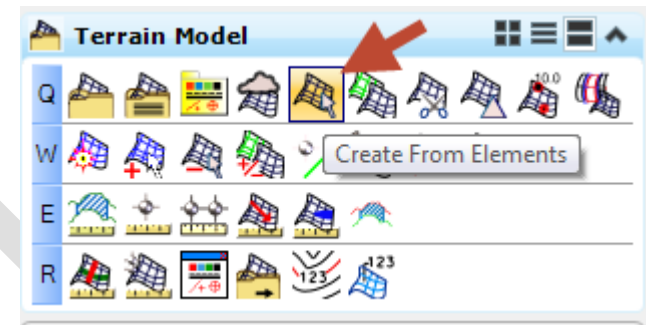 Terrain Model
Q
10.0
W
Create From Elements
E
R
123
123